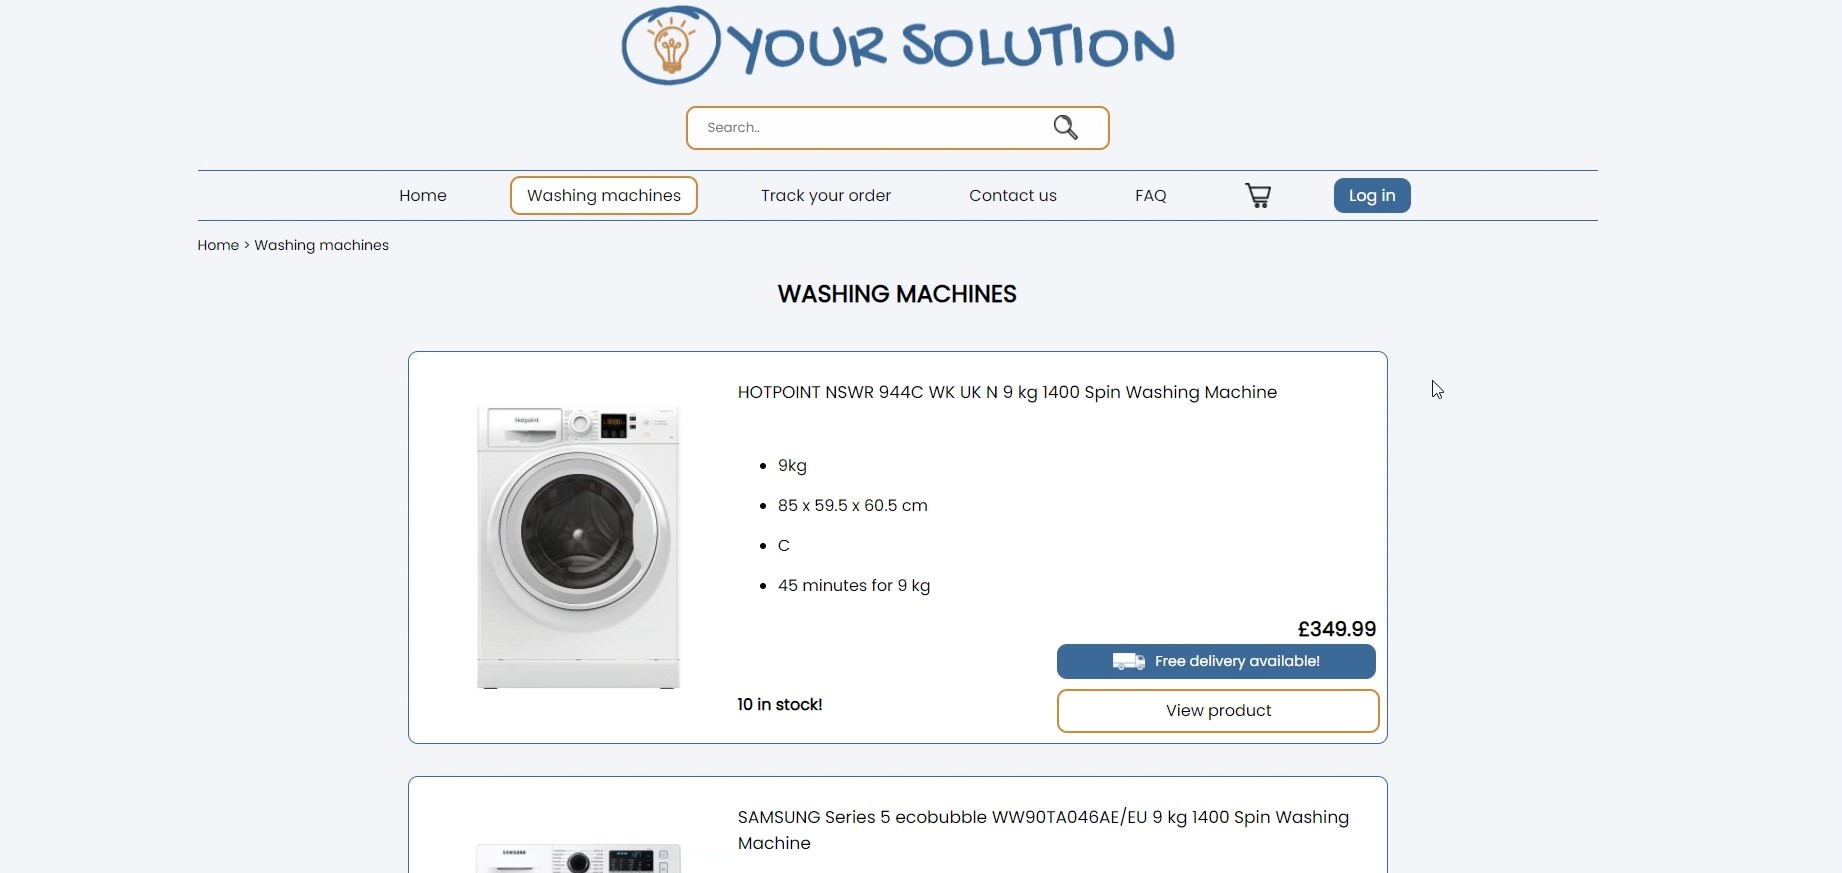 YOUR SOLUTION
Search..
Home
Washing machines
Track your order
Contact us
FAQ
Log in
Home > Washing machines
WASHING MACHINES
HOTPOINT NSWR 944C WK UK N 9 kg 1400 Spin Washing Machine
Hotpoint
9kg
85 x 59.5 x 60.5 cm
C
45 minutes for 9 kg
£349.99
Free delivery available!
10 in stock!
View product
SAMSUNG Series 5 ecobubble WW90TA046AE/EU 9 kg 1400 Spin Washing
Machine
SAMSUNG